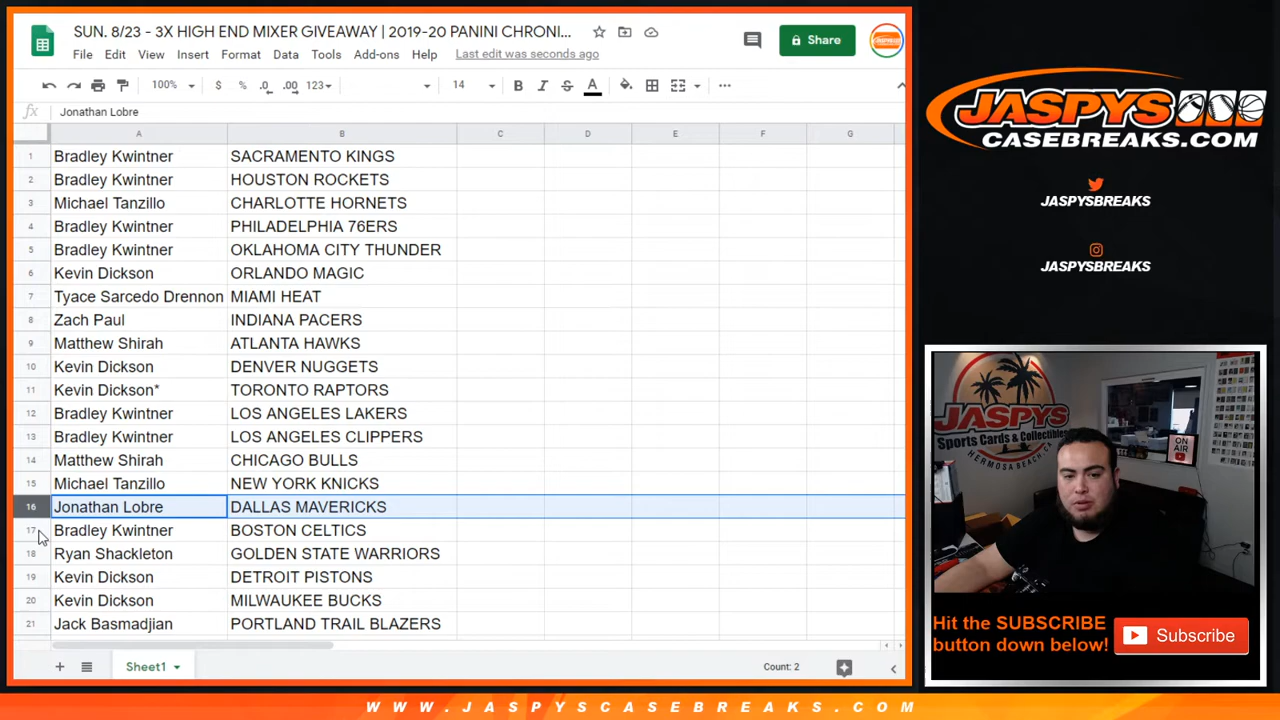 SUN. 8/23 - 3X HIGH END MIXER GIVEAWAY | 2019-20 PANINI CHRONI...
File Edit View Insert Format Data Tools Add-ons Help Last edit was seconds ago
Share
100% $ % .0 .00 123 14 B I S A ...
fx Jonathan Lobre
A B C D E F G
1 Bradley Kwintner SACRAMENTO KINGS
2 Bradley Kwintner HOUSTON ROCKETS
3 Michael Tanzillo CHARLOTTE HORNETS
4 Bradley Kwintner PHILADELPHIA 76ERS
5 Bradley Kwintner OKLAHOMA CITY THUNDER
6 Kevin Dickson ORLANDO MAGIC
7 Tyace Sarcedo Drennon MIAMI HEAT
8 Zach Paul INDIANA PACERS
9 Matthew Shirah ATLANTA HAWKS
10 Kevin Dickson DENVER NUGGETS
11 Kevin Dickson* TORONTO RAPTORS
12 Bradley Kwintner LOS ANGELES LAKERS
13 Bradley Kwintner LOS ANGELES CLIPPERS
14 Matthew Shirah CHICAGO BULLS
15 Michael Tanzillo NEW YORK KNICKS
16 Jonathan Lobre DALLAS MAVERICKS
17 Bradley Kwintner BOSTON CELTICS
18 Ryan Shackleton GOLDEN STATE WARRIORS
19 Kevin Dickson DETROIT PISTONS
20 Kevin Dickson MILWAUKEE BUCKS
21 Jack Basmadjian PORTLAND TRAIL BLAZERS
Sheet1 Count: 2
JASPYS
CASEBREAKS.COM
JASPYSBREAKS
JASPYSBREAKS
JASPYS
Sports Cards & Collectibles
HERMOSA BEACH, CA
ON AIR
Hit the SUBSCRIBE
button down below!
Subscribe
WWW.JASPYSCASEBREAKS.COM